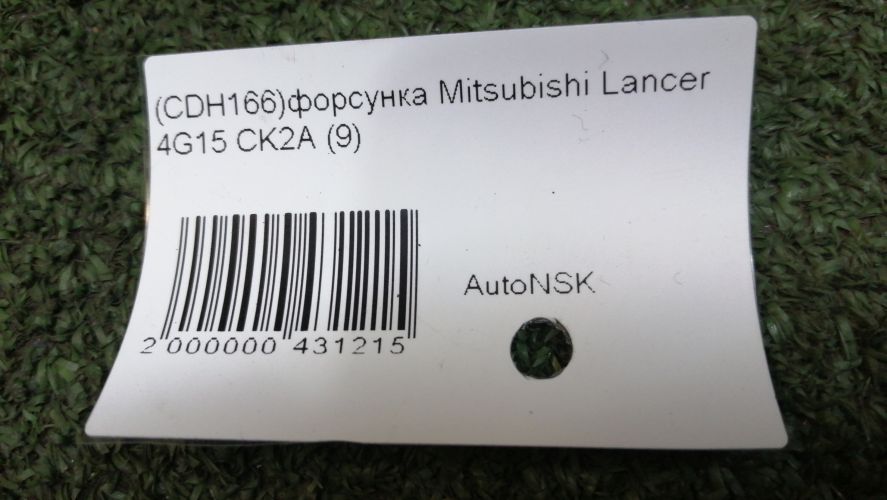 (CDH166)форсунка Mitsubishi Lancer
4G15 CK2A (9)
AutoNSK
2 000000 431215